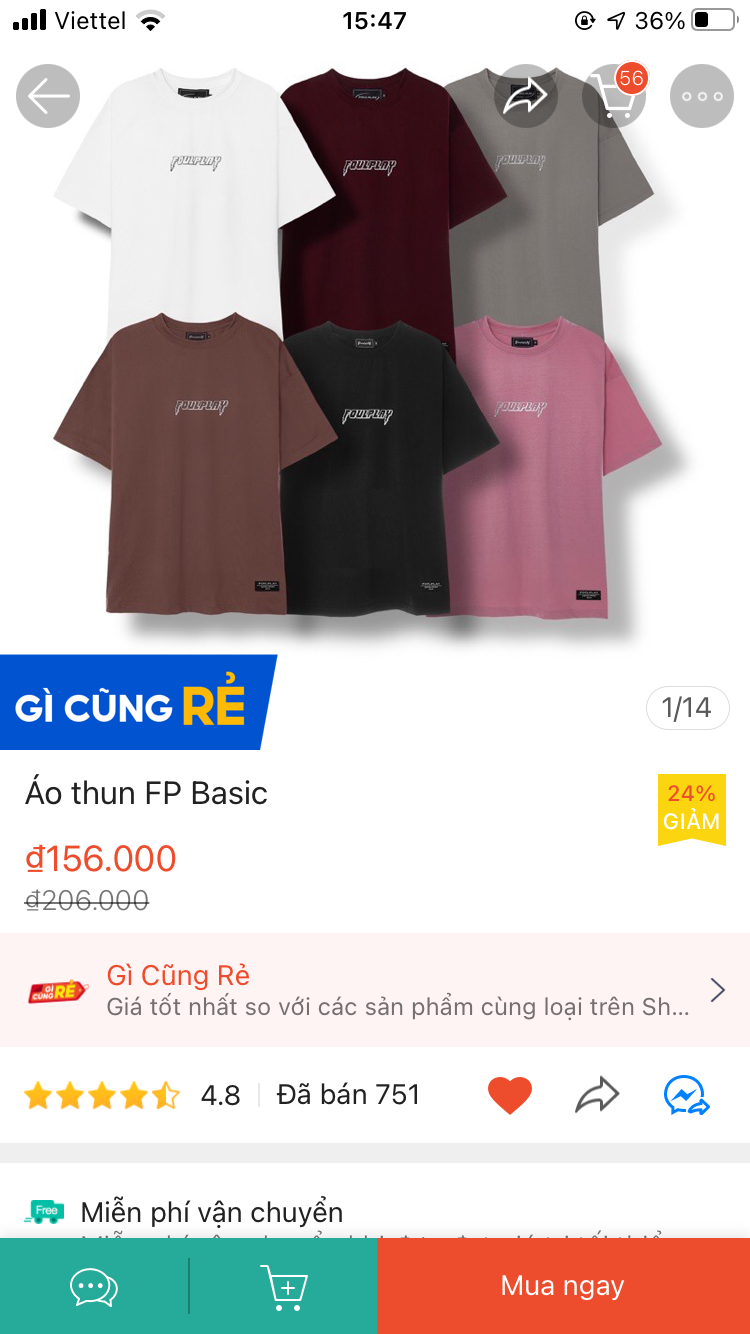 Viettel
15:47
36%
56
FOULPLAY
FOULPLAY
FOULPLAY
FOULPLAY
FOULPLAY
FOULPLAY
GÌ CŨNG RẺ
1/14
Áo thun FP Basic
24%
GIẢM
₫156.000
₫206.000
GÌ
CŨNG RẺ
Gì Cũng Rẻ
Giá tốt nhất so với các sản phẩm cùng loại trên Sh...
4.8
Đã bán 751
Free
Miễn phí vận chuyển
Mua ngay